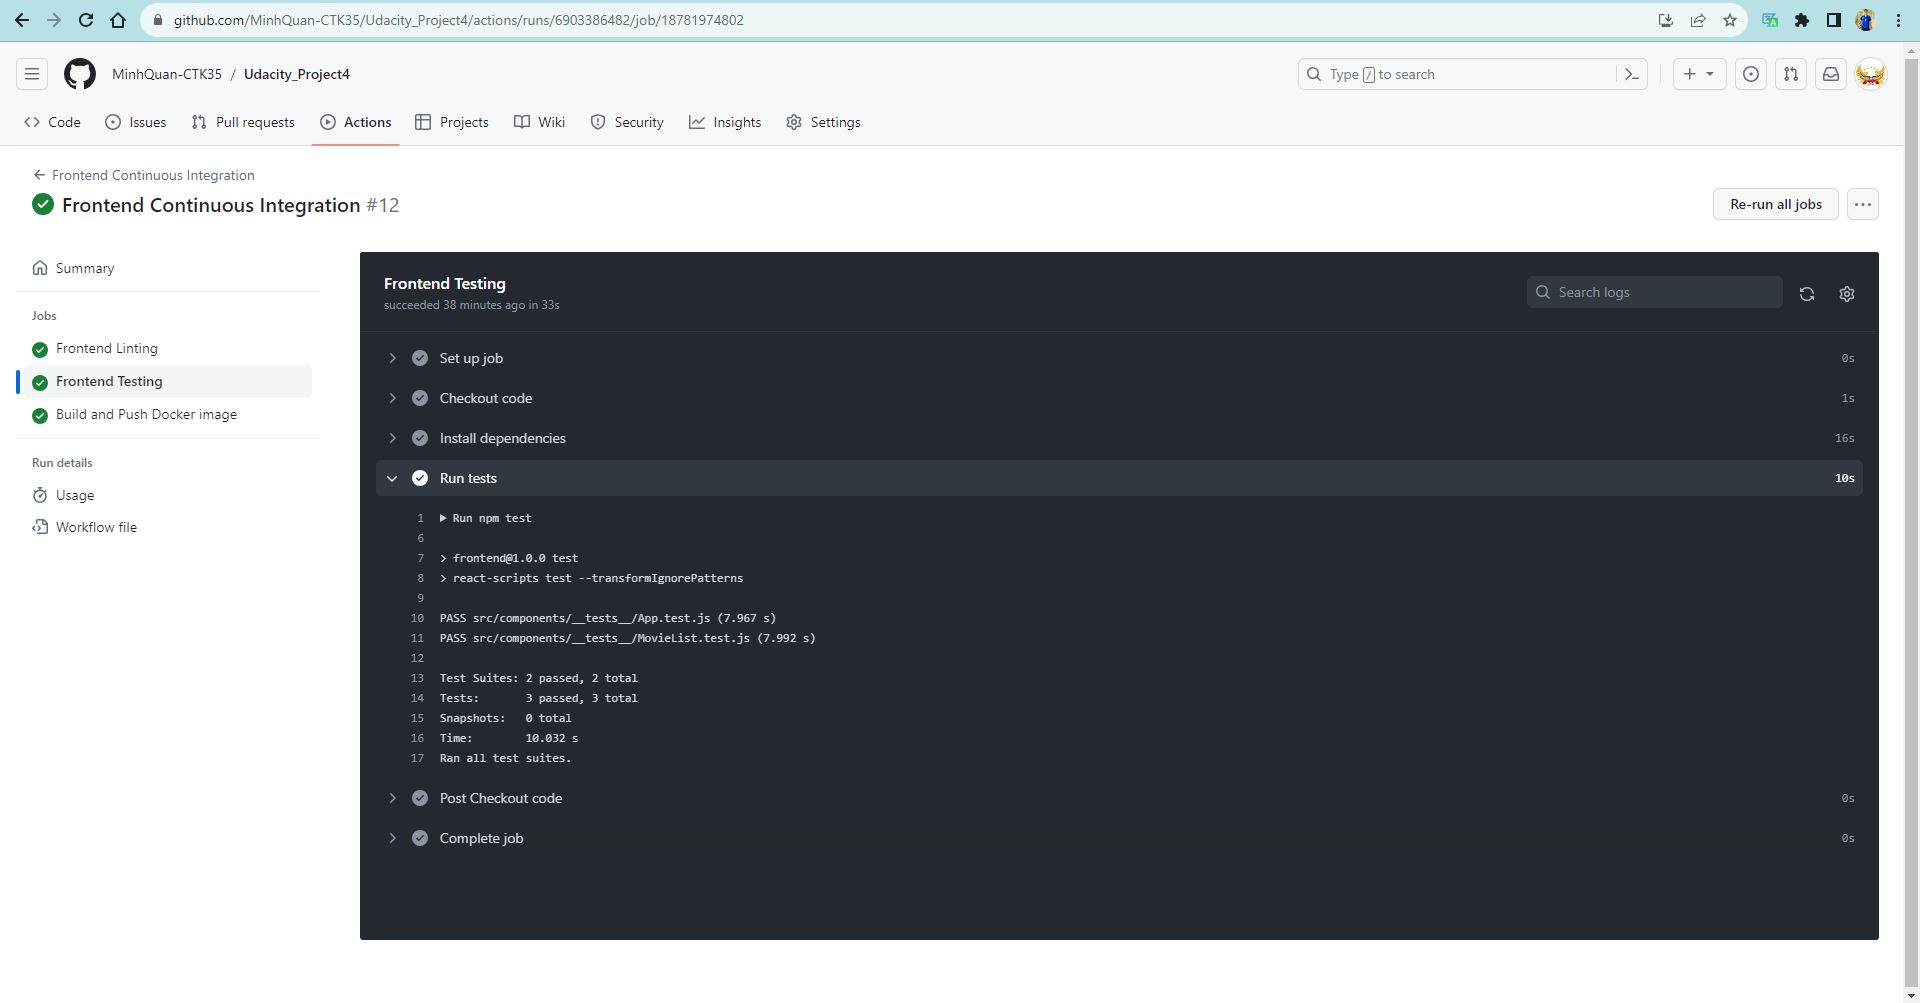 github.com/MinhQuan-CTK35/Udacity_Project4/actions/runs/6903386482/job/18781974802
MinhQuan-CTK35 / Udacity_Project4
Type / to search
Code Issues Pull requests Actions Projects Wiki Security Insights Settings
Frontend Continuous Integration
Frontend Continuous Integration #12
Re-run all jobs
Summary
Jobs
Frontend Linting
Frontend Testing
Build and Push Docker image
Run details
Usage
Workflow file
Frontend Testing
succeeded 38 minutes ago in 33s
Search logs
Set up job 0s
Checkout code 1s
Install dependencies 16s
Run tests 10s
1 Run npm test
6
7 > frontend@1.0.0 test
8 > react-scripts test --transformIgnorePatterns
9
10 PASS src/components/__tests__/App.test.js (7.967 s)
11 PASS src/components/__tests__/MovieList.test.js (7.992 s)
12
13 Test Suites: 2 passed, 2 total
14 Tests: 3 passed, 3 total
15 Snapshots: 0 total
16 Time: 10.032 s
17 Ran all test suites.
Post Checkout code 0s
Complete job 0s